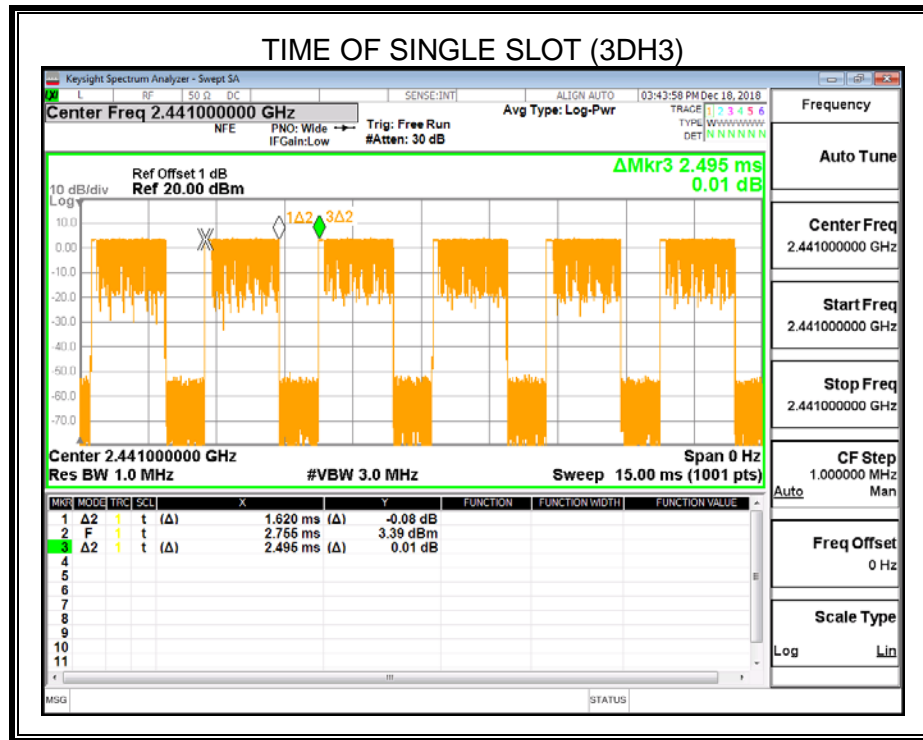 TIME OF SINGLE SLOT (3DH3)
Keysight Spectrum Analyzer - Swept SA
L RF 50 Ω DC SENSE:INT ALIGN AUTO 03:43:58 PM Dec 18, 2018
Center Freq 2.441000000 GHz
NFE PNO: Wide IFGain:Low
Trig: Free Run
#Atten: 30 dB
Avg Type: Log-Pwr
TRACE 1 2 3 4 5 6
TYPE WWWWWW
DET N N N N N N
Frequency
Auto Tune
Center Freq
2.441000000 GHz
Start Freq
2.441000000 GHz
Stop Freq
2.441000000 GHz
CF Step
1.000000 MHz
Auto Man
Freq Offset
0 Hz
Scale Type
Log Lin
ΔMkr3 2.495 ms
0.01 dB
Ref Offset 1 dB
10 dB/div Ref 20.00 dBm
Log
1Δ2 3Δ2
10.0
0.00
-10.0
-20.0
-30.0
-40.0
-50.0
-60.0
-70.0
Center 2.441000000 GHz Span 0 Hz
Res BW 1.0 MHz #VBW 3.0 MHz Sweep 15.00 ms (1001 pts)
MKR MODE TRC SCL X Y FUNCTION FUNCTION WIDTH FUNCTION VALUE
1 Δ2 1 t (Δ) 1.620 ms (Δ) -0.08 dB
2 F 1 t 2.755 ms 3.39 dBm
3 Δ2 1 t (Δ) 2.495 ms (Δ) 0.01 dB
4
5
6
7
8
9
10
11
MSG STATUS